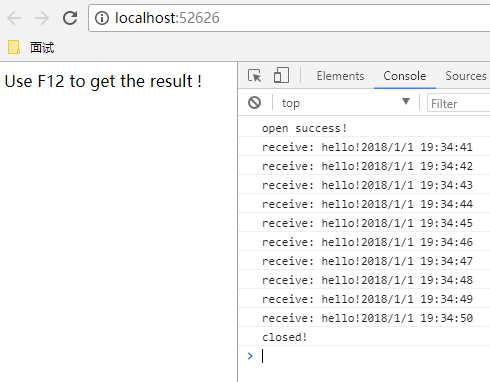 localhost:52626
面试
Use F12 to get the result !
Elements Console Sources
top Filter
open success!
receive: hello!2018/1/1 19:34:41
receive: hello!2018/1/1 19:34:42
receive: hello!2018/1/1 19:34:43
receive: hello!2018/1/1 19:34:44
receive: hello!2018/1/1 19:34:45
receive: hello!2018/1/1 19:34:46
receive: hello!2018/1/1 19:34:47
receive: hello!2018/1/1 19:34:48
receive: hello!2018/1/1 19:34:49
receive: hello!2018/1/1 19:34:50
closed!